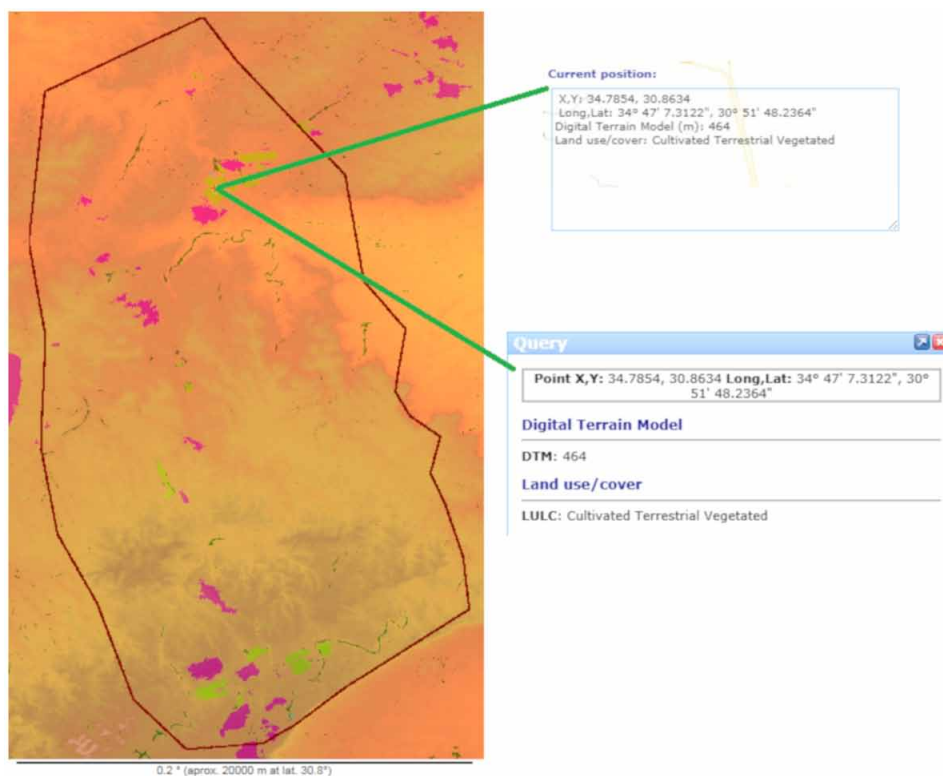 Current position:
X,Y: 34.7854, 30.8634
Long,Lat: 34° 47' 7.3122", 30° 51' 48.2364"
Digital Terrain Model (m): 464
Land use/cover: Cultivated Terrestrial Vegetated
Query
Point X,Y: 34.7854, 30.8634 Long,Lat: 34° 47' 7.3122", 30°
51' 48.2364"
Digital Terrain Model
DTM: 464
Land use/cover
LULC: Cultivated Terrestrial Vegetated
0.2 ° (aprox. 20000 m at lat. 30.8°)